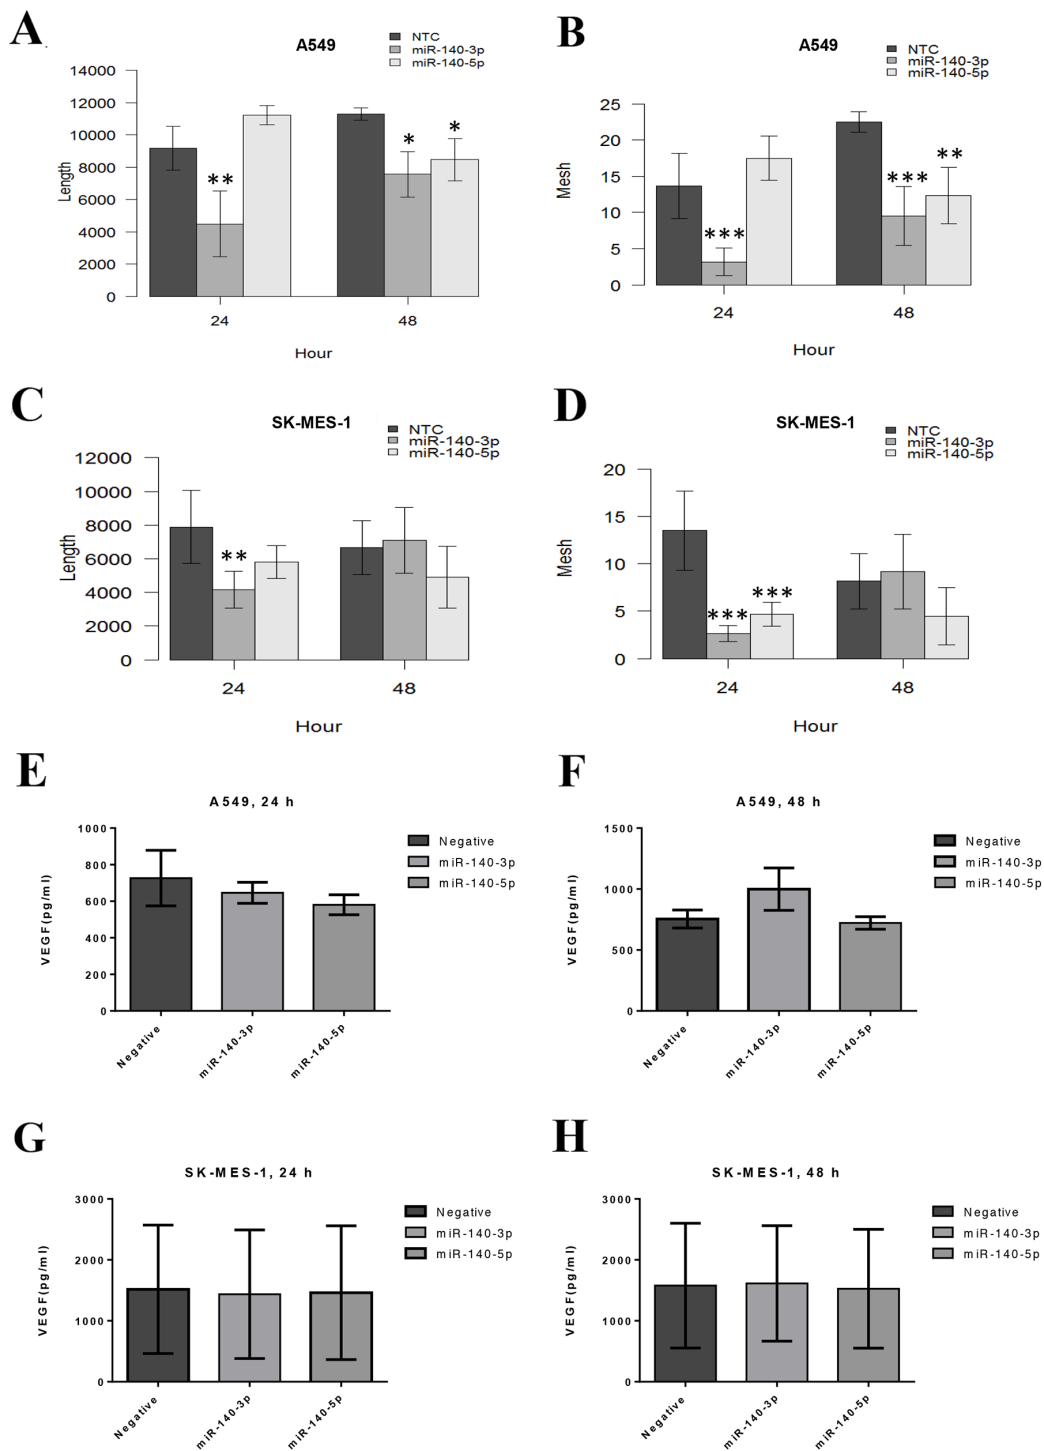 A
A549
NTC
miR-140-3p
miR-140-5p
14000
12000
10000
8000
6000
4000
2000
0
Length
**
*
*
24
48
Hour
B
A549
NTC
miR-140-3p
miR-140-5p
25
20
15
10
5
0
Mesh
***
***
**
24
48
Hour
C
SK-MES-1
NTC
miR-140-3p
miR-140-5p
12000
10000
8000
6000
4000
2000
0
Length
**
24
48
Hour
D
SK-MES-1
NTC
miR-140-3p
miR-140-5p
20
15
10
5
0
Mesh
***
***
24
48
Hour
E
A549, 24 h
1000
800
600
400
200
0
VEGF(pg/ml)
Negative
miR-140-3p
miR-140-5p
Negative
miR-140-3p
miR-140-5p
F
A549, 48 h
1500
1000
500
0
VEGF(pg/ml)
Negative
miR-140-3p
miR-140-5p
Negative
miR-140-3p
miR-140-5p
G
SK-MES-1, 24 h
3000
2000
1000
0
VEGF(pg/ml)
Negative
miR-140-3p
miR-140-5p
Negative
miR-140-3p
miR-140-5p
H
SK-MES-1, 48 h
3000
2000
1000
0
VEGF(pg/ml)
Negative
miR-140-3p
miR-140-5p
Negative
miR-140-3p
miR-140-5p